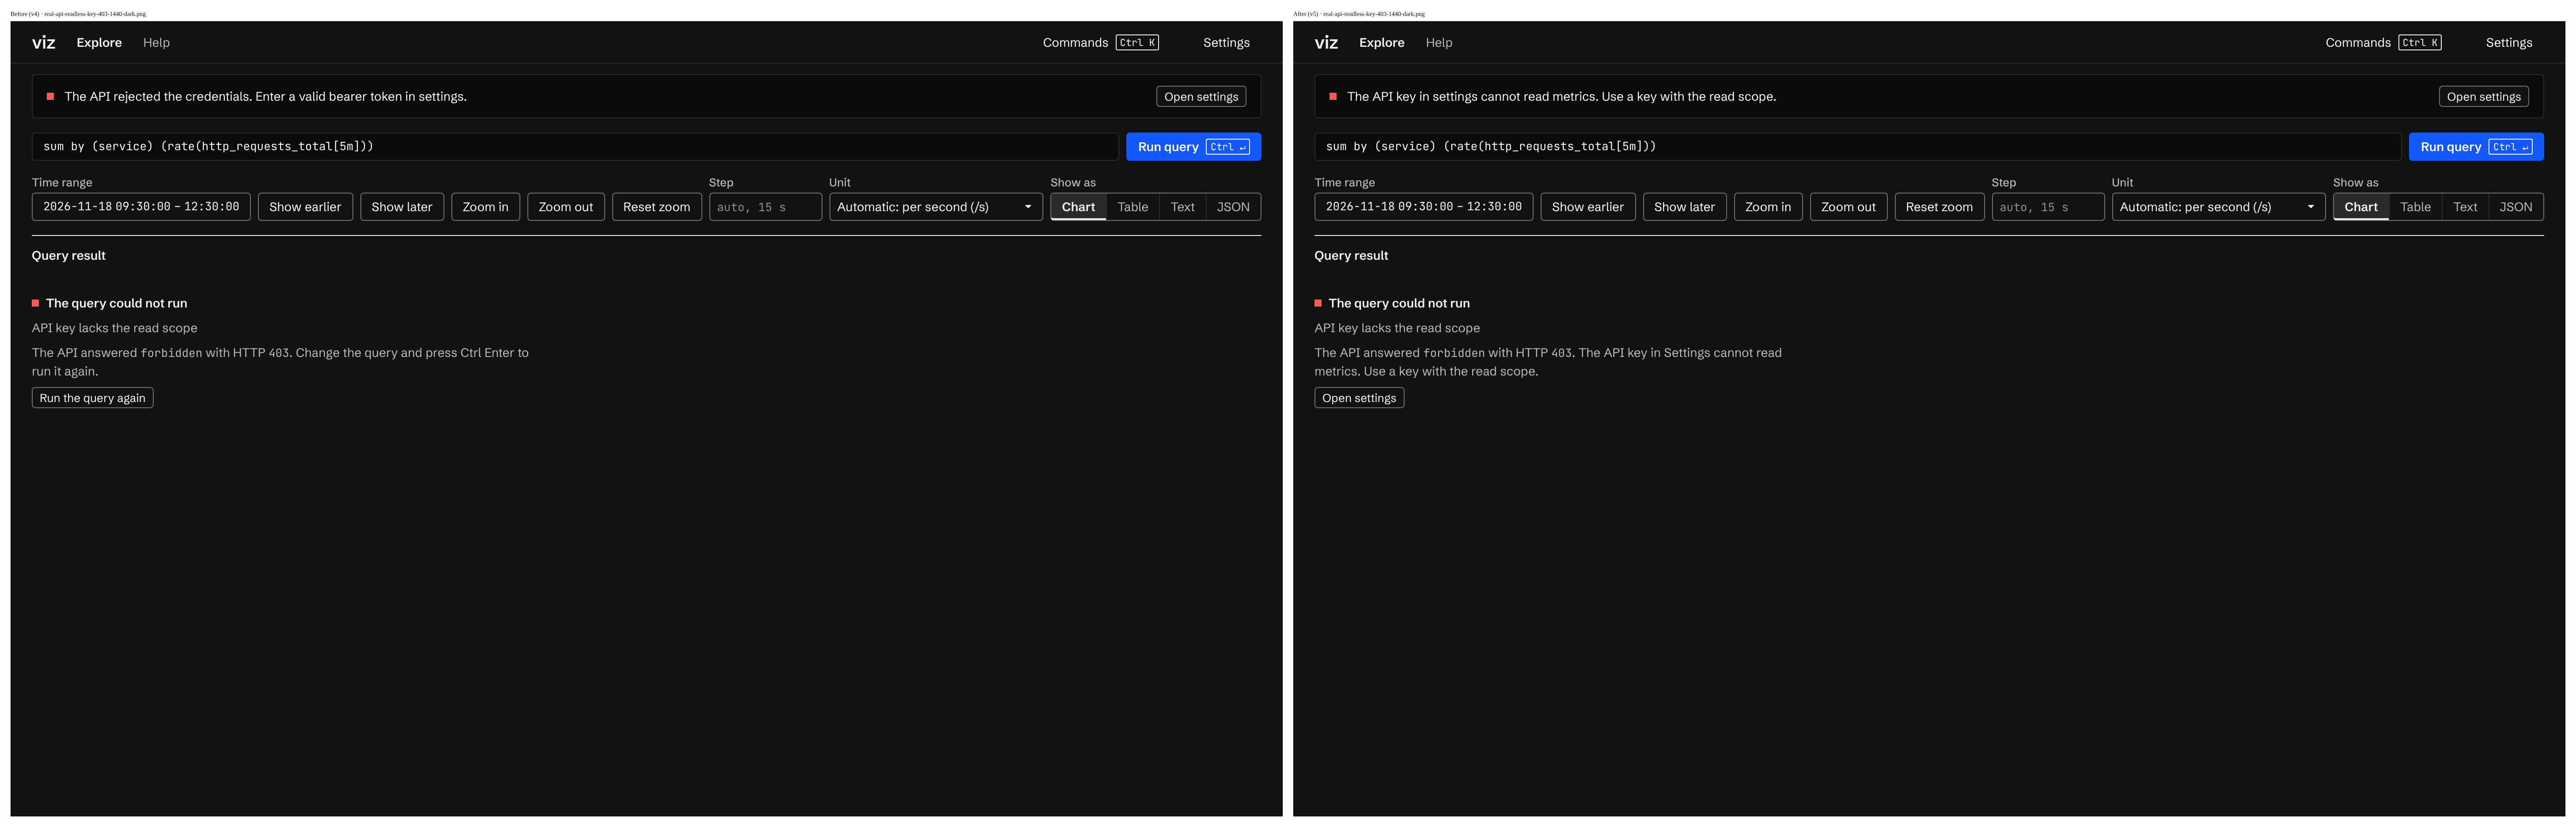 Before (v4) · real-api-readless-key-403-1440-dark.png
viz Explore Help Commands Ctrl K Settings
The API rejected the credentials. Enter a valid bearer token in settings. Open settings
sum by (service) (rate(http_requests_total[5m])) Run query Ctrl ↵
Time range Step Unit Show as
2026-11-18 09:30:00 – 12:30:00 Show earlier Show later Zoom in Zoom out Reset zoom auto, 15 s Automatic: per second (/s) Chart Table Text JSON
Query result
The query could not run
API key lacks the read scope
The API answered forbidden with HTTP 403. Change the query and press Ctrl Enter to
run it again.
Run the query again
After (v5) · real-api-readless-key-403-1440-dark.png
viz Explore Help Commands Ctrl K Settings
The API key in settings cannot read metrics. Use a key with the read scope. Open settings
sum by (service) (rate(http_requests_total[5m])) Run query Ctrl ↵
Time range Step Unit Show as
2026-11-18 09:30:00 – 12:30:00 Show earlier Show later Zoom in Zoom out Reset zoom auto, 15 s Automatic: per second (/s) Chart Table Text JSON
Query result
The query could not run
API key lacks the read scope
The API answered forbidden with HTTP 403. The API key in Settings cannot read
metrics. Use a key with the read scope.
Open settings